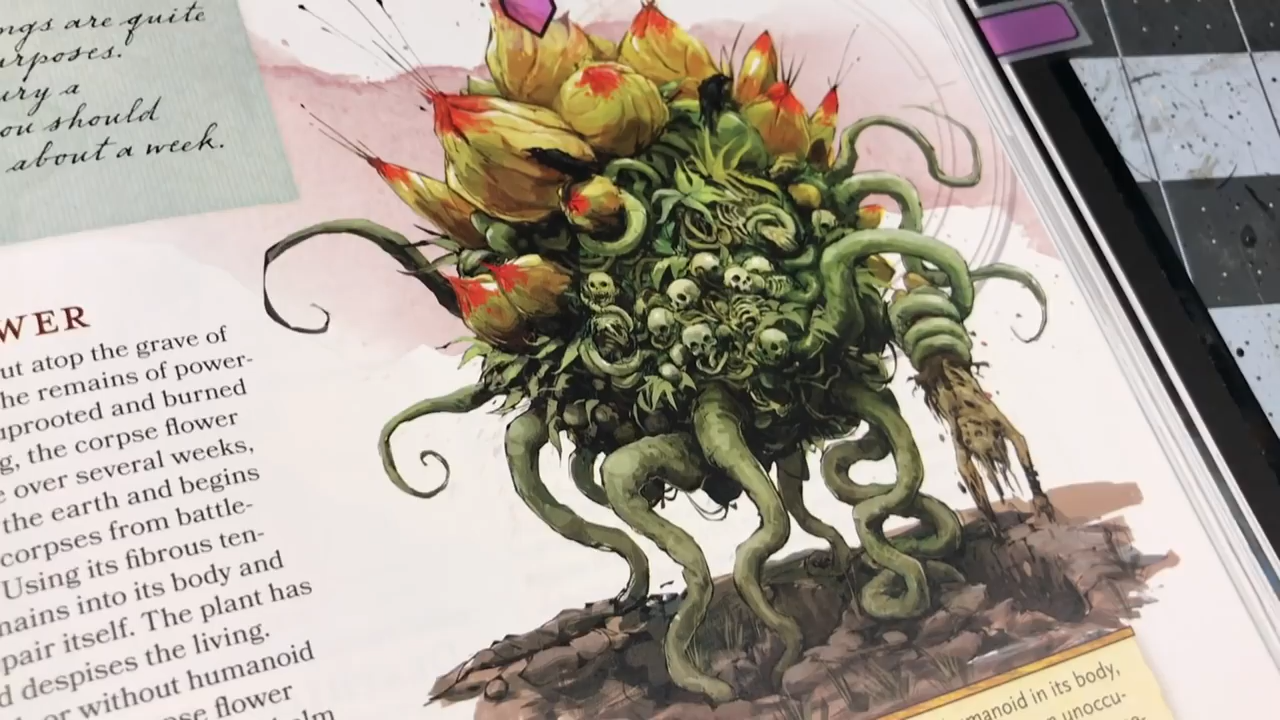 ngs are quite
urposes.
ury a
ou should
about a week.
WER
ut atop the grave of
he remains of power-
uprooted and burned
g, the corpse flower
e over several weeks,
the earth and begins
corpses from battle-
Using its fibrous ten-
mains into its body and
pair itself. The plant has
d despises the living.
or without humanoid
se flower
umanoid in its body,
unoccu-